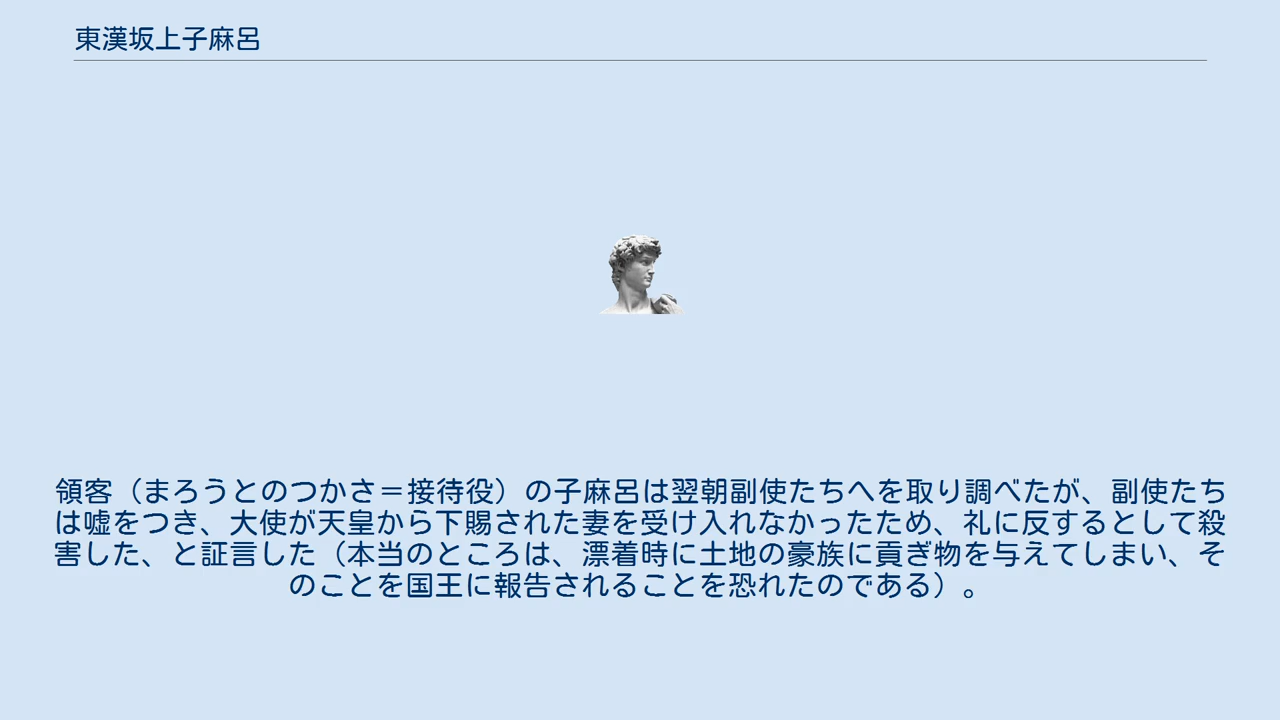 東漢坂上子麻呂
領客（まろうとのつかさ＝接待役）の子麻呂は翌朝副使たちへを取り調べたが、副使たち
は嘘をつき、大使が天皇から下賜された妻を受け入れなかったため、礼に反するとして殺
害した、と証言した（本当のところは、漂着時に土地の豪族に貢ぎ物を与えてしまい、そ
のことを国王に報告されることを恐れたのである）。